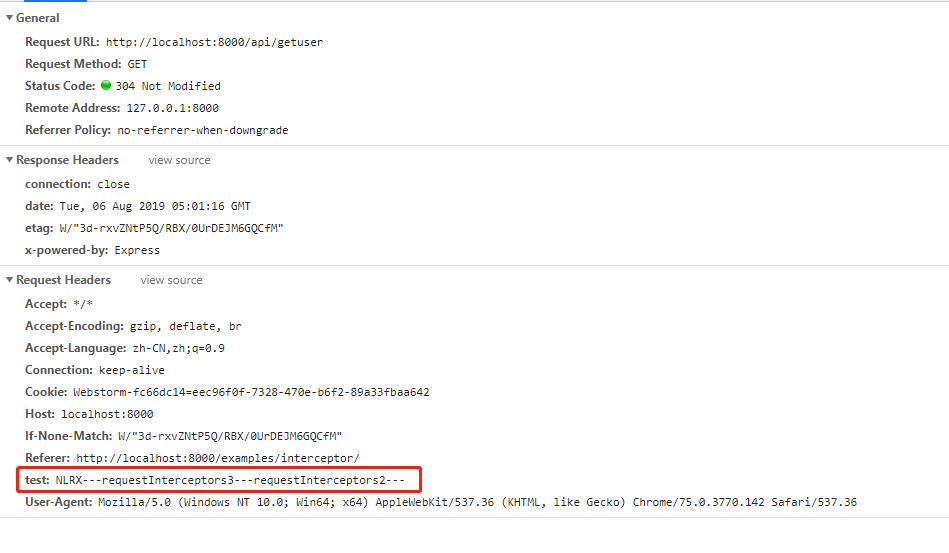 General
Request URL: http://localhost:8000/api/getuser
Request Method: GET
Status Code: 304 Not Modified
Remote Address: 127.0.0.1:8000
Referrer Policy: no-referrer-when-downgrade
Response Headers view source
connection: close
date: Tue, 06 Aug 2019 05:01:16 GMT
etag: W/"3d-rxvZNtP5Q/RBX/0UrDEJM6GQCfM"
x-powered-by: Express
Request Headers view source
Accept: */*
Accept-Encoding: gzip, deflate, br
Accept-Language: zh-CN,zh;q=0.9
Connection: keep-alive
Cookie: Webstorm-fc66dc14=eec96f0f-7328-470e-b6f2-89a33fbaa642
Host: localhost:8000
If-None-Match: W/"3d-rxvZNtP5Q/RBX/0UrDEJM6GQCfM"
Referer: http://localhost:8000/examples/interceptor/
test: NLRX---requestInterceptors3---requestInterceptors2---
User-Agent: Mozilla/5.0 (Windows NT 10.0; Win64; x64) AppleWebKit/537.36 (KHTML, like Gecko) Chrome/75.0.3770.142 Safari/537.36